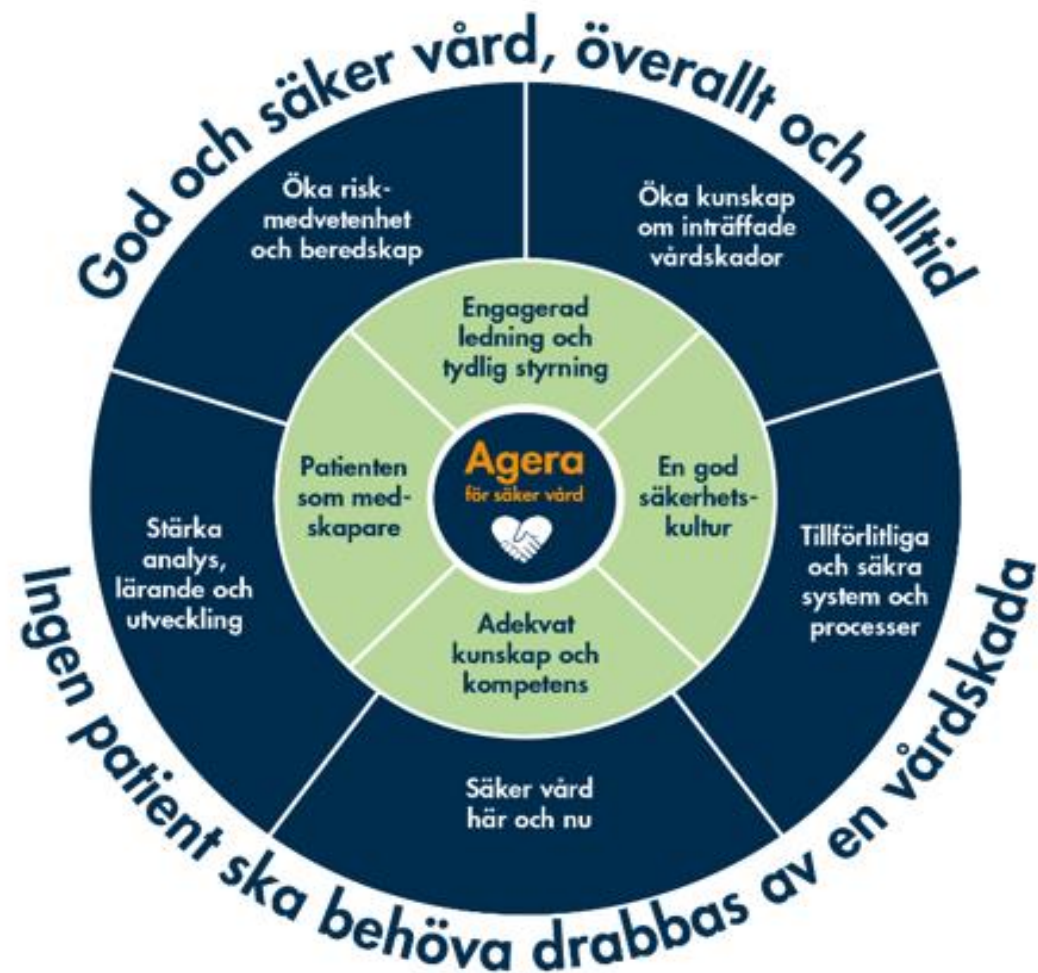 God och säker vård, överallt och alltid
Öka risk-
medvetenhet
och beredskap
Öka kunskap
om inträffade
vårdskador
Engagerad
ledning och
tydlig styrning
Patienten
som med-
skapare
Agera
för säker vård
En god
säkerhets-
kultur
Stärka
analys,
lärande och
utveckling
Tillförlitliga
och säkra
system och
processer
Adekvat
kunskap och
kompetens
Säker vård
här och nu
Ingen patient ska behöva drabbas av en vårdskada